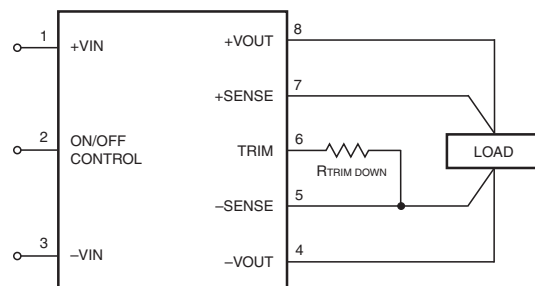 1
+VIN
2
ON/OFF
CONTROL
3
–VIN
+VOUT
8
+SENSE
7
TRIM
6
RTRIM DOWN
–SENSE
5
–VOUT
4
LOAD